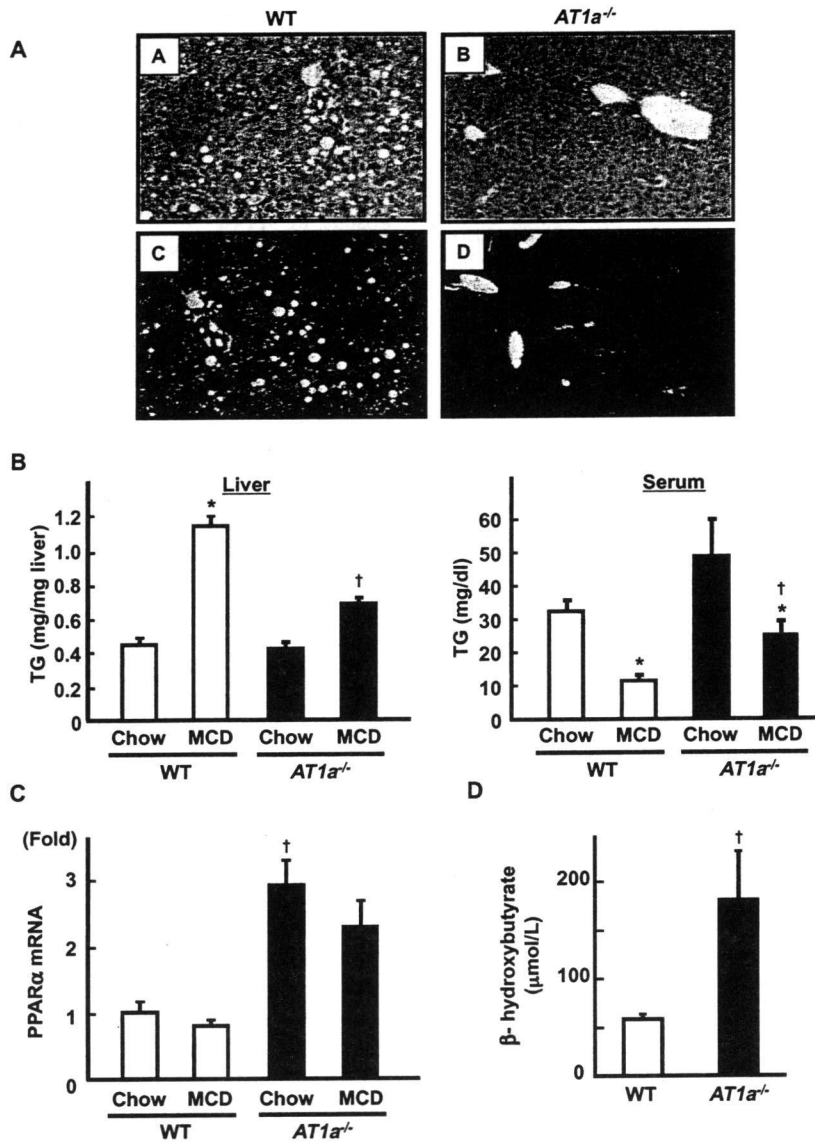 WT AT1a-/-
A
A B
C D
B
Liver
TG (mg/mg liver)
1.2
1.0
0.8
0.6
0.4
0.2
0
*
†
Chow MCD Chow MCD
WT AT1a-/-
Serum
TG (mg/dl)
60
50
40
30
20
10
0
*
†
*
Chow MCD Chow MCD
WT AT1a-/-
C
(Fold)
PPARα mRNA
3
2
1
0
†
Chow MCD Chow MCD
WT AT1a-/-
D
β- hydroxybutyrate
(μmol/L)
200
100
0
†
WT AT1a-/-